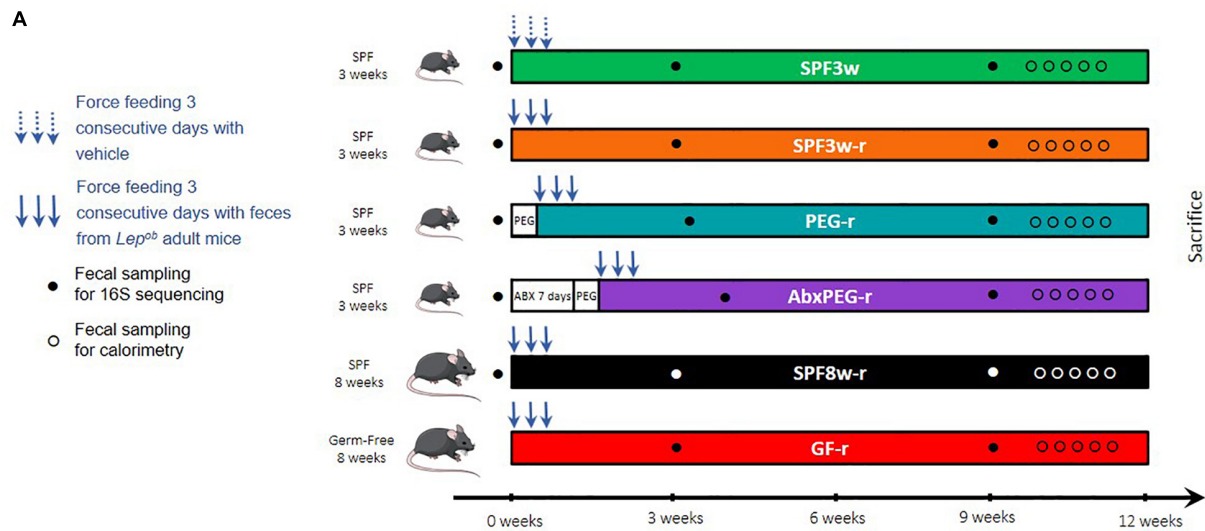 A
Force feeding 3
consecutive days with
vehicle
Force feeding 3
consecutive days with feces
from Lepob adult mice
Fecal sampling
for 16S sequencing
Fecal sampling
for calorimetry
SPF
3 weeks
SPF3w
SPF
3 weeks
SPF3w-r
SPF
3 weeks
PEG
PEG-r
SPF
3 weeks
ABX 7 days
PEG
AbxPEG-r
SPF
8 weeks
SPF8w-r
Germ-Free
8 weeks
GF-r
Sacrifice
0 weeks
3 weeks
6 weeks
9 weeks
12 weeks